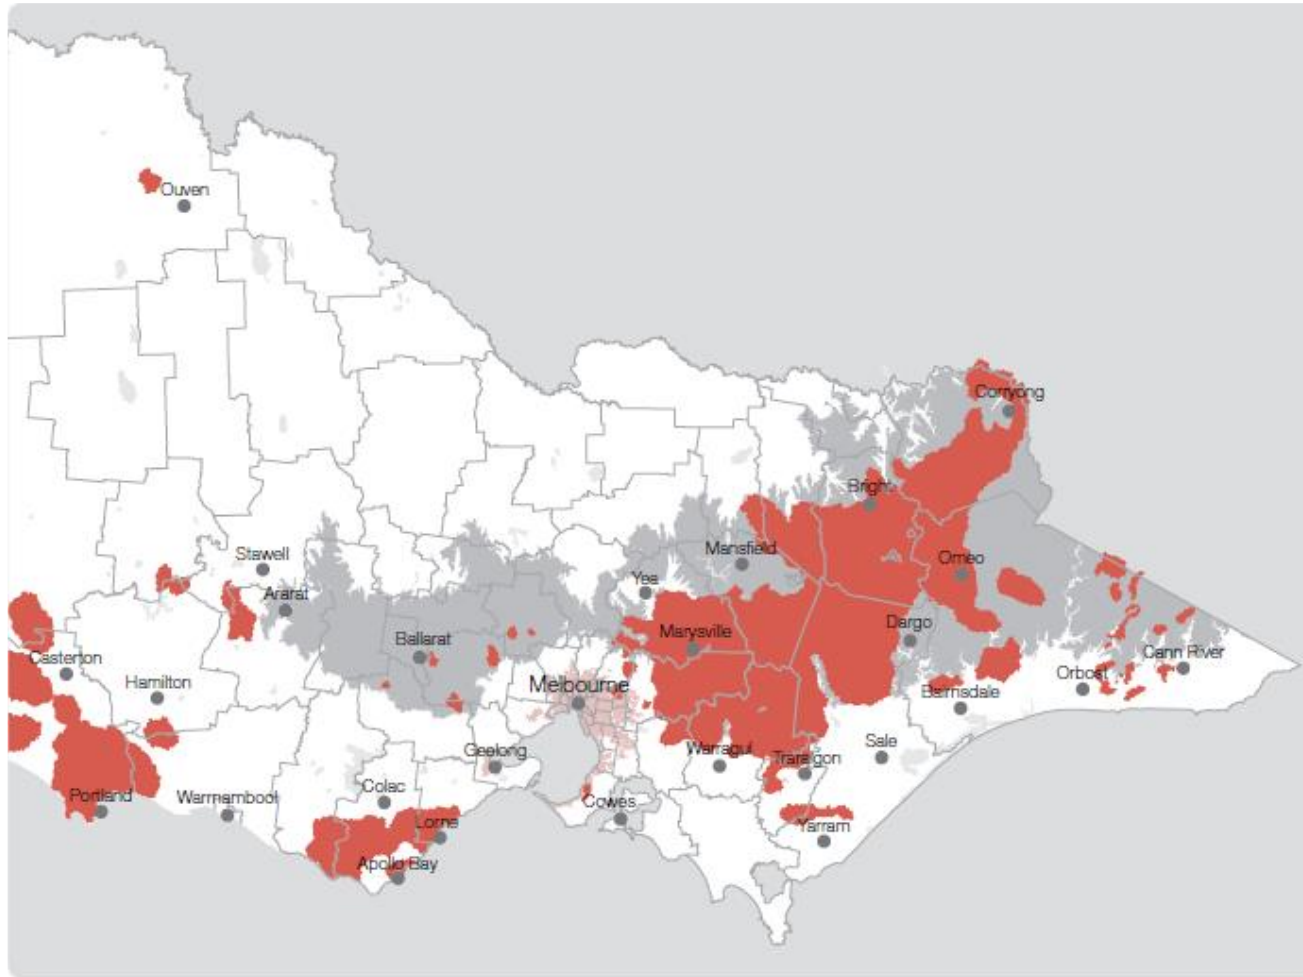 Ouyen
Corryong
Bright
Stawell
Mansfield
Omeo
Yea
Ararat
Dargo
Marysville
Ballarat
Cann River
Casterton
Orbost
Hamilton
Melbourne
Bairnsdale
Sale
Geelong
Warragul
Traralgon
Colac
Portland
Warrnambool
Cowes
Lorne
Yarram
Apollo Bay